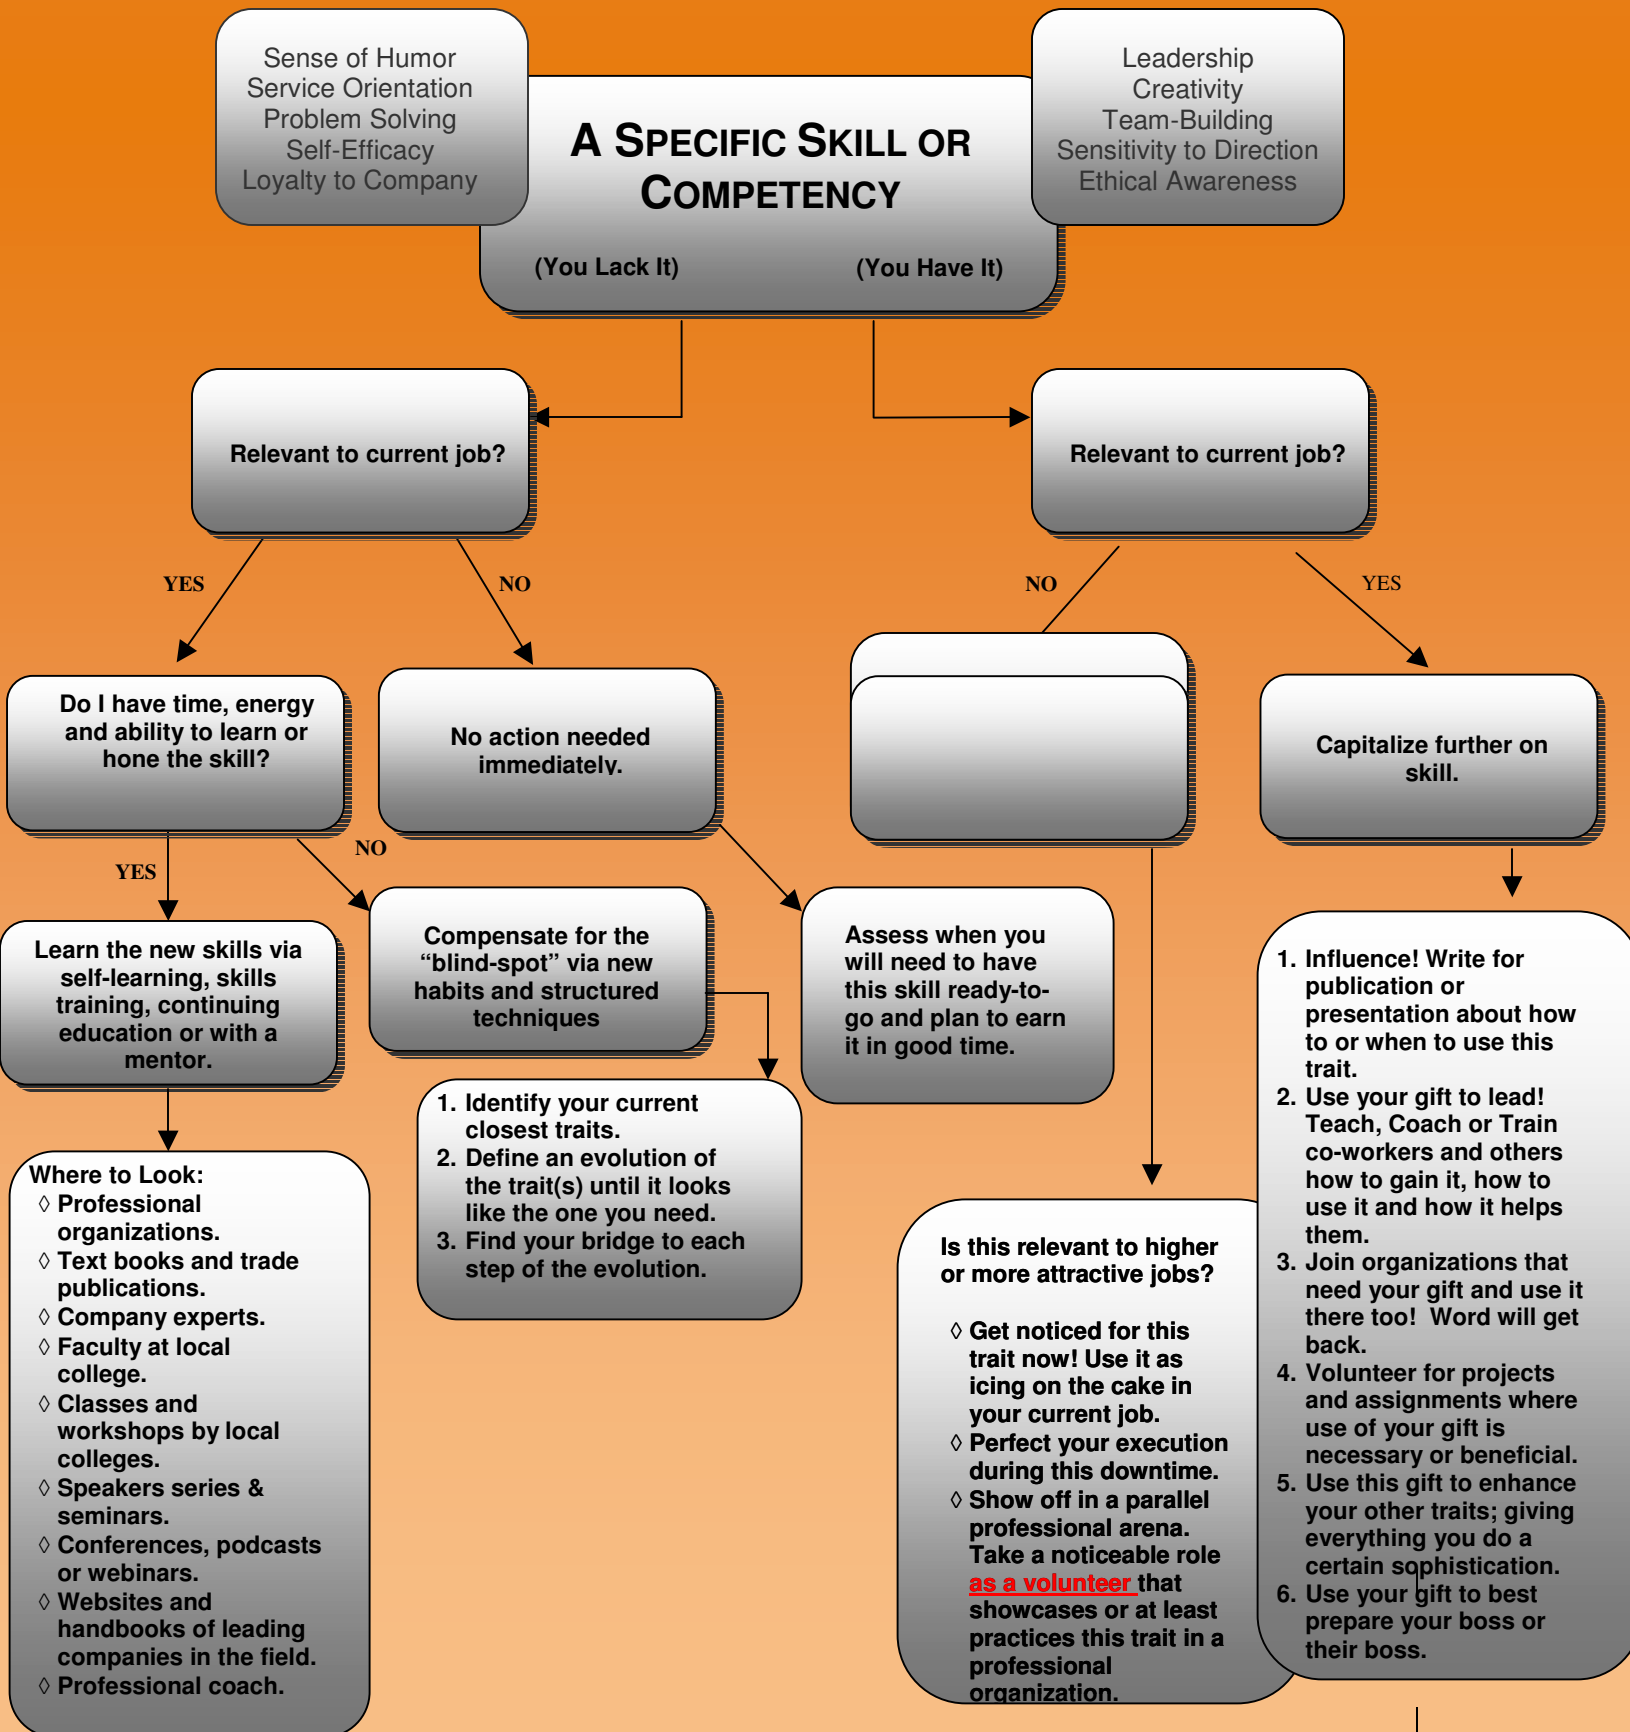 Sense of Humor
Service Orientation
Problem Solving
Self-Efficacy
Loyalty to Company
A SPECIFIC SKILL OR
COMPETENCY
(You Lack It)
(You Have It)
Leadership
Creativity
Team-Building
Sensitivity to Direction
Ethical Awareness
Relevant to current job?
Relevant to current job?
YES
NO
NO
YES
Do I have time, energy
and ability to learn or
hone the skill?
No action needed
immediately.
Capitalize further on
skill.
YES
NO
Learn the new skills via
self-learning, skills
training, continuing
education or with a
mentor.
Compensate for the
“blind-spot” via new
habits and structured
techniques
Assess when you
will need to have
this skill ready-to-
go and plan to earn
it in good time.
1. Identify your current
closest traits.
2. Define an evolution of
the trait(s) until it looks
like the one you need.
3. Find your bridge to each
step of the evolution.
Where to Look:
◊ Professional
organizations.
◊ Text books and trade
publications.
◊ Company experts.
◊ Faculty at local
college.
◊ Classes and
workshops by local
colleges.
◊ Speakers series &
seminars.
◊ Conferences, podcasts
or webinars.
◊ Websites and
handbooks of leading
companies in the field.
◊ Professional coach.
Is this relevant to higher
or more attractive jobs?
◊ Get noticed for this
trait now! Use it as
icing on the cake in
your current job.
◊ Perfect your execution
during this downtime.
◊ Show off in a parallel
professional arena.
Take a noticeable role
as a volunteer that
showcases or at least
practices this trait in a
professional
organization.
1. Influence! Write for
publication or
presentation about how
to or when to use this
trait.
2. Use your gift to lead!
Teach, Coach or Train
co-workers and others
how to gain it, how to
use it and how it helps
them.
3. Join organizations that
need your gift and use it
there too!  Word will get
back.
4. Volunteer for projects
and assignments where
use of your gift is
necessary or beneficial.
5. Use this gift to enhance
your other traits; giving
everything you do a
certain sophistication.
6. Use your gift to best
prepare your boss or
their boss.